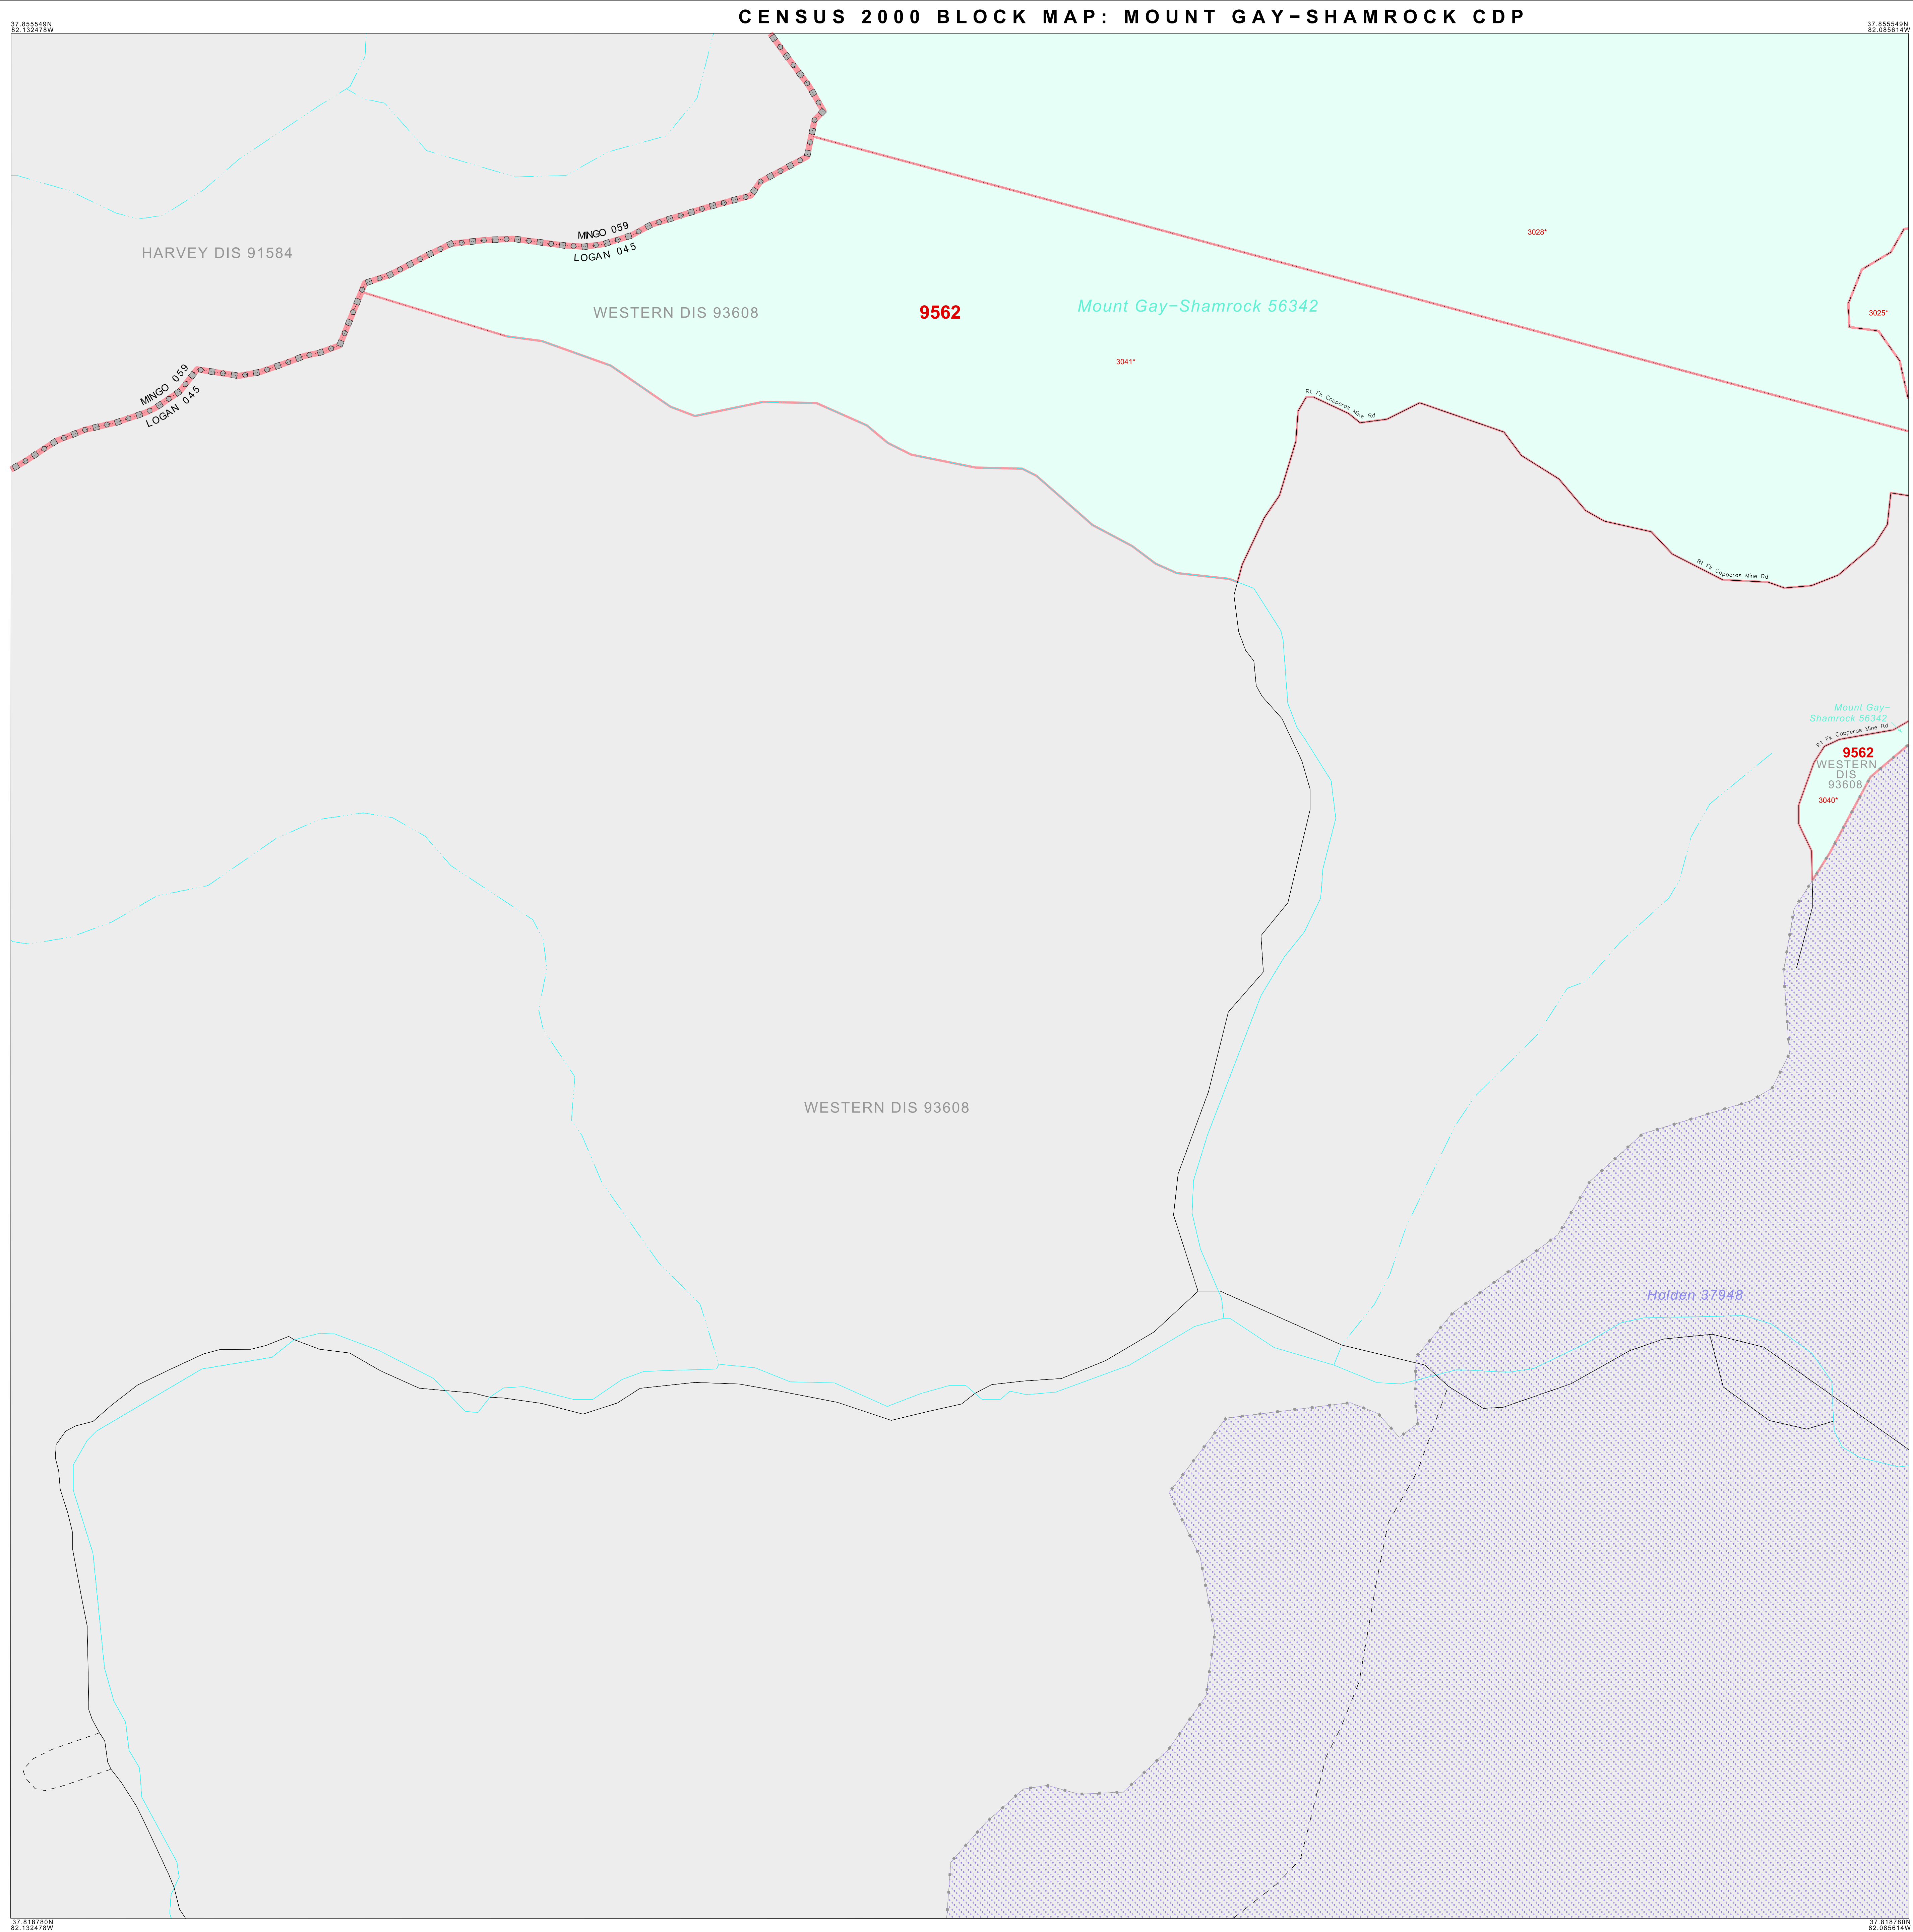 CENSUS 2000 BLOCK MAP: MOUNT GAY−SHAMROCK CDP
37.855549N
82.132478W
37.855549N
82.085614W
MINGO 059
LOGAN 045
3028*
HARVEY DIS 91584
WESTERN DIS 93608
9562
Mount Gay−Shamrock 56342
3025*
3041*
MINGO 059
LOGAN 045
Rt Fk Copperas Mine Rd
Rt Fk Copperas Mine Rd
Mount Gay−
Shamrock 56342
Rt Fk Copperas Mine Rd
9562
WESTERN
DIS
93608
3040*
WESTERN DIS 93608
Holden 37948
37.818780N
82.132478W
37.818780N
82.085614W